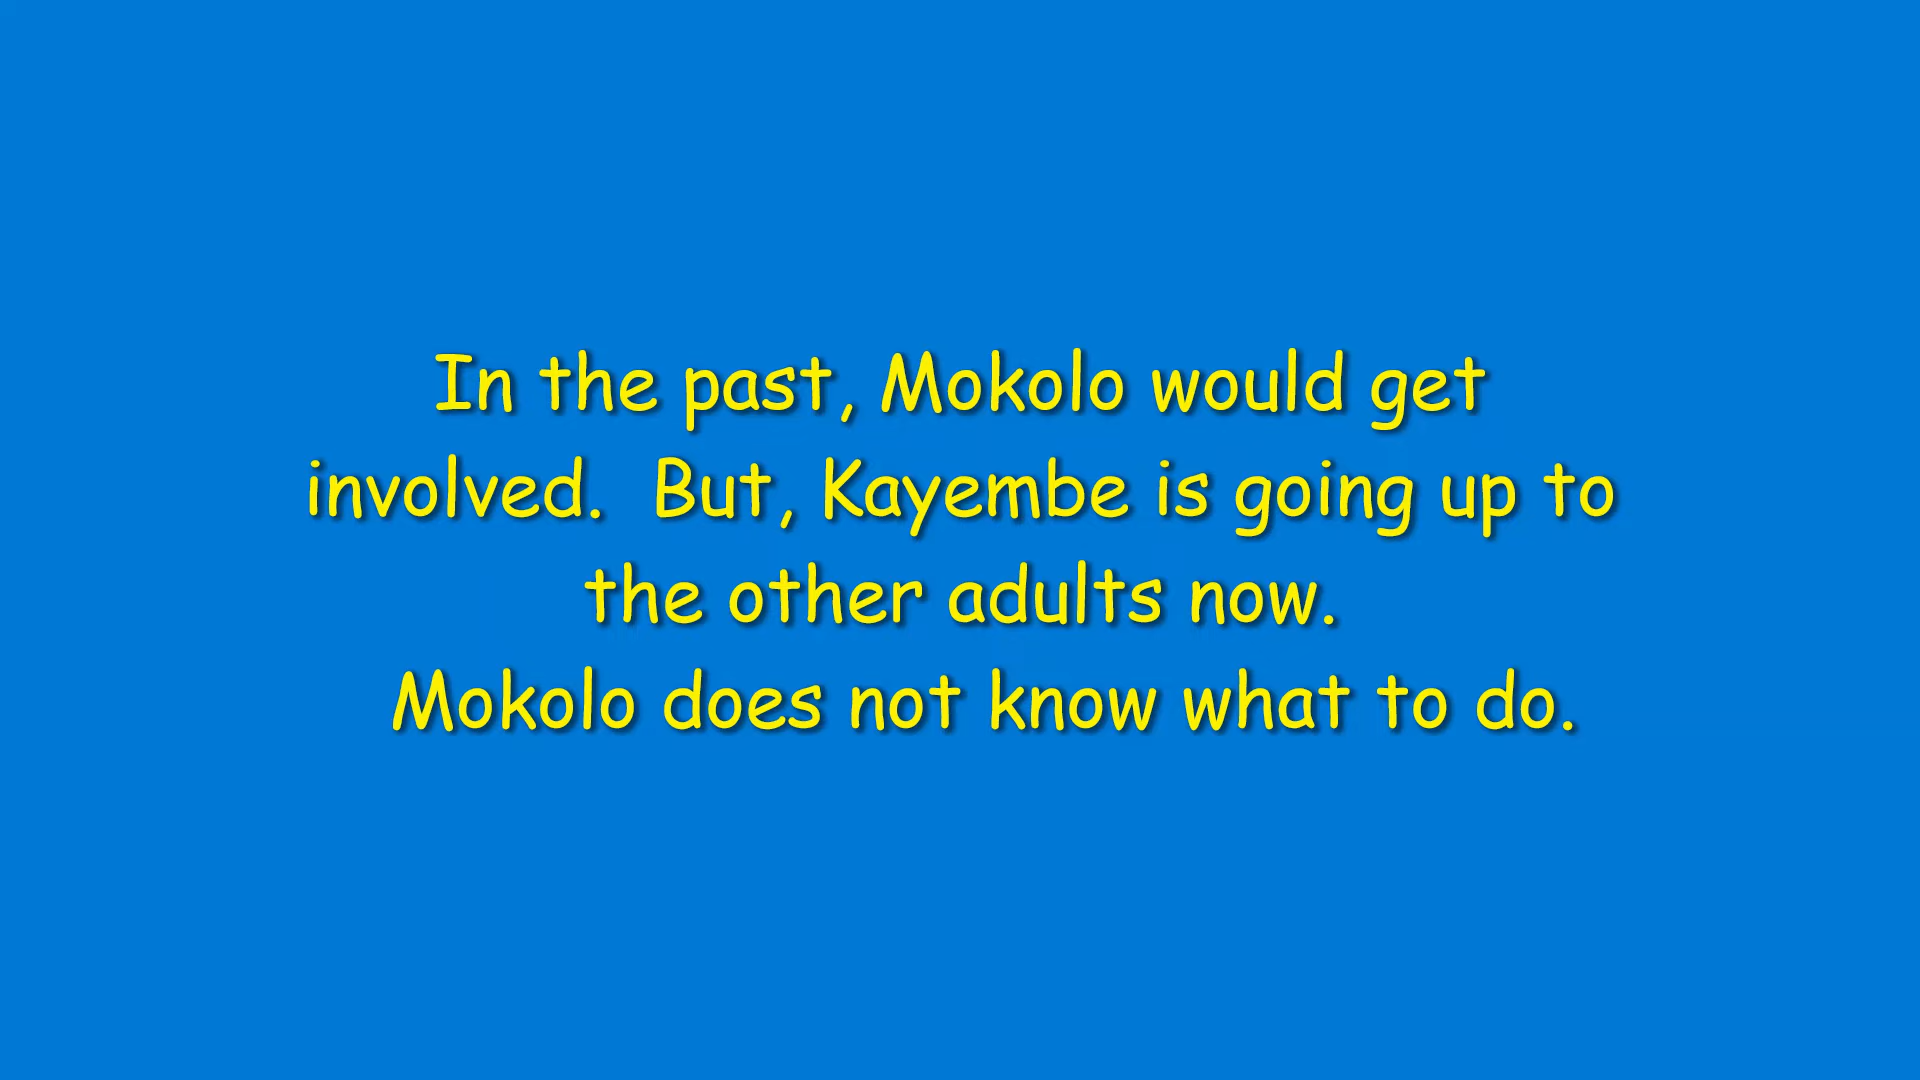 In the past, Mokolo would get
involved.  But, Kayembe is going up to
the other adults now.
Mokolo does not know what to do.